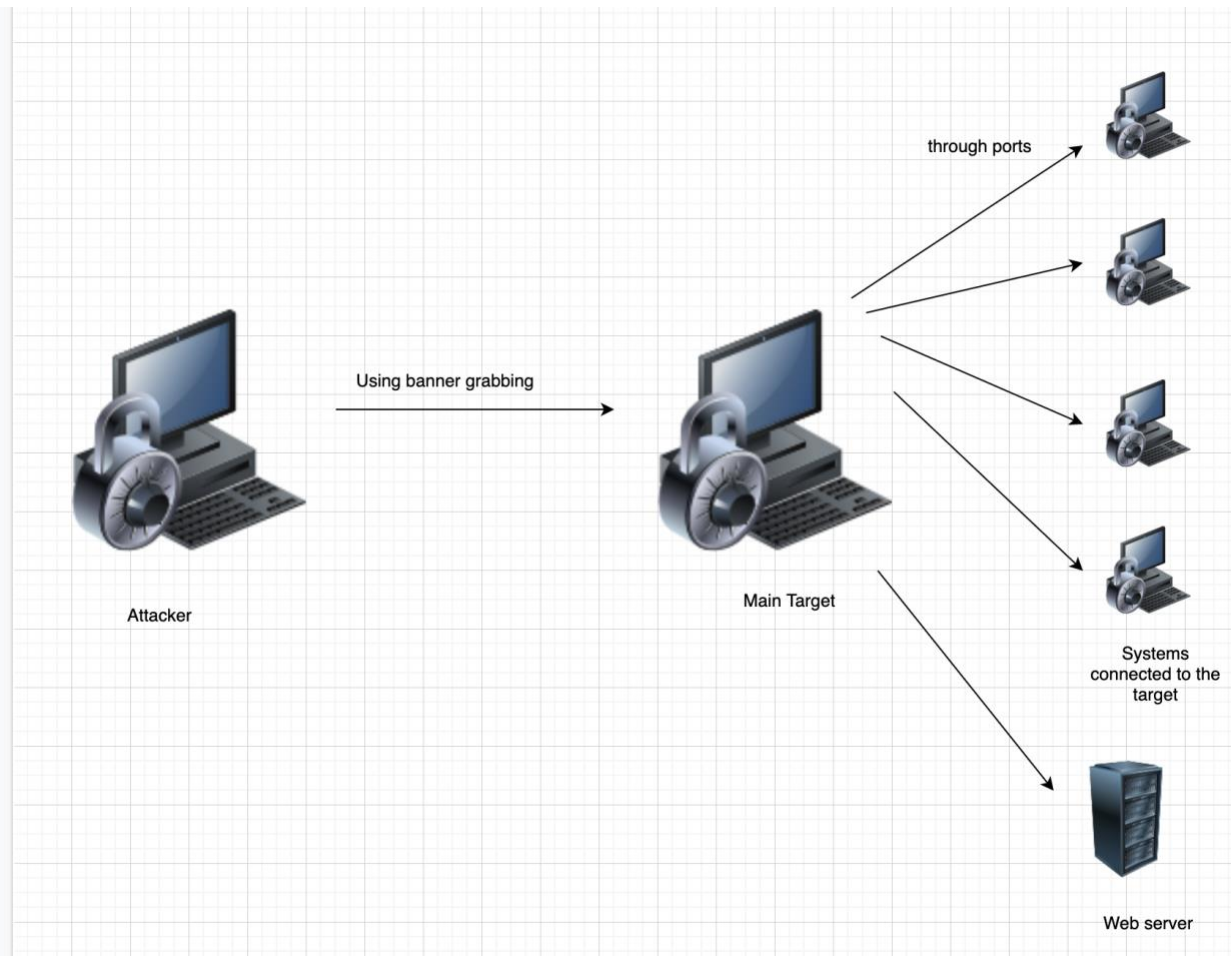 through ports
Using banner grabbing
Attacker
Main Target
Systems
connected to the
target
Web server